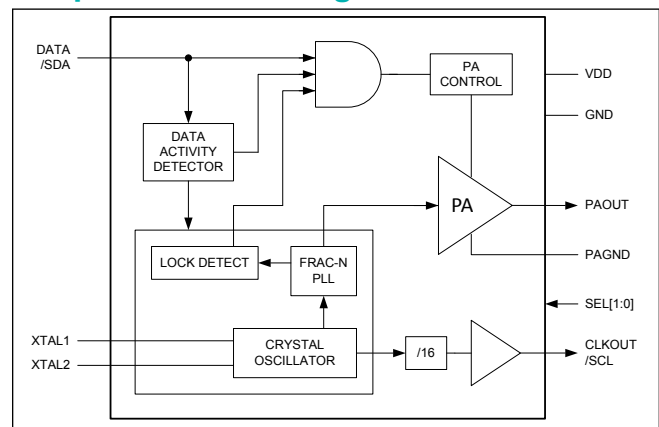 DATA
/SDA
PA
CONTROL
VDD
GND
DATA
ACTIVITY
DETECTOR
PA
PAOUT
PAGND
LOCK DETECT
FRAC-N
PLL
SEL[1:0]
XTAL1
XTAL2
CRYSTAL
OSCILLATOR
/16
CLKOUT
/SCL